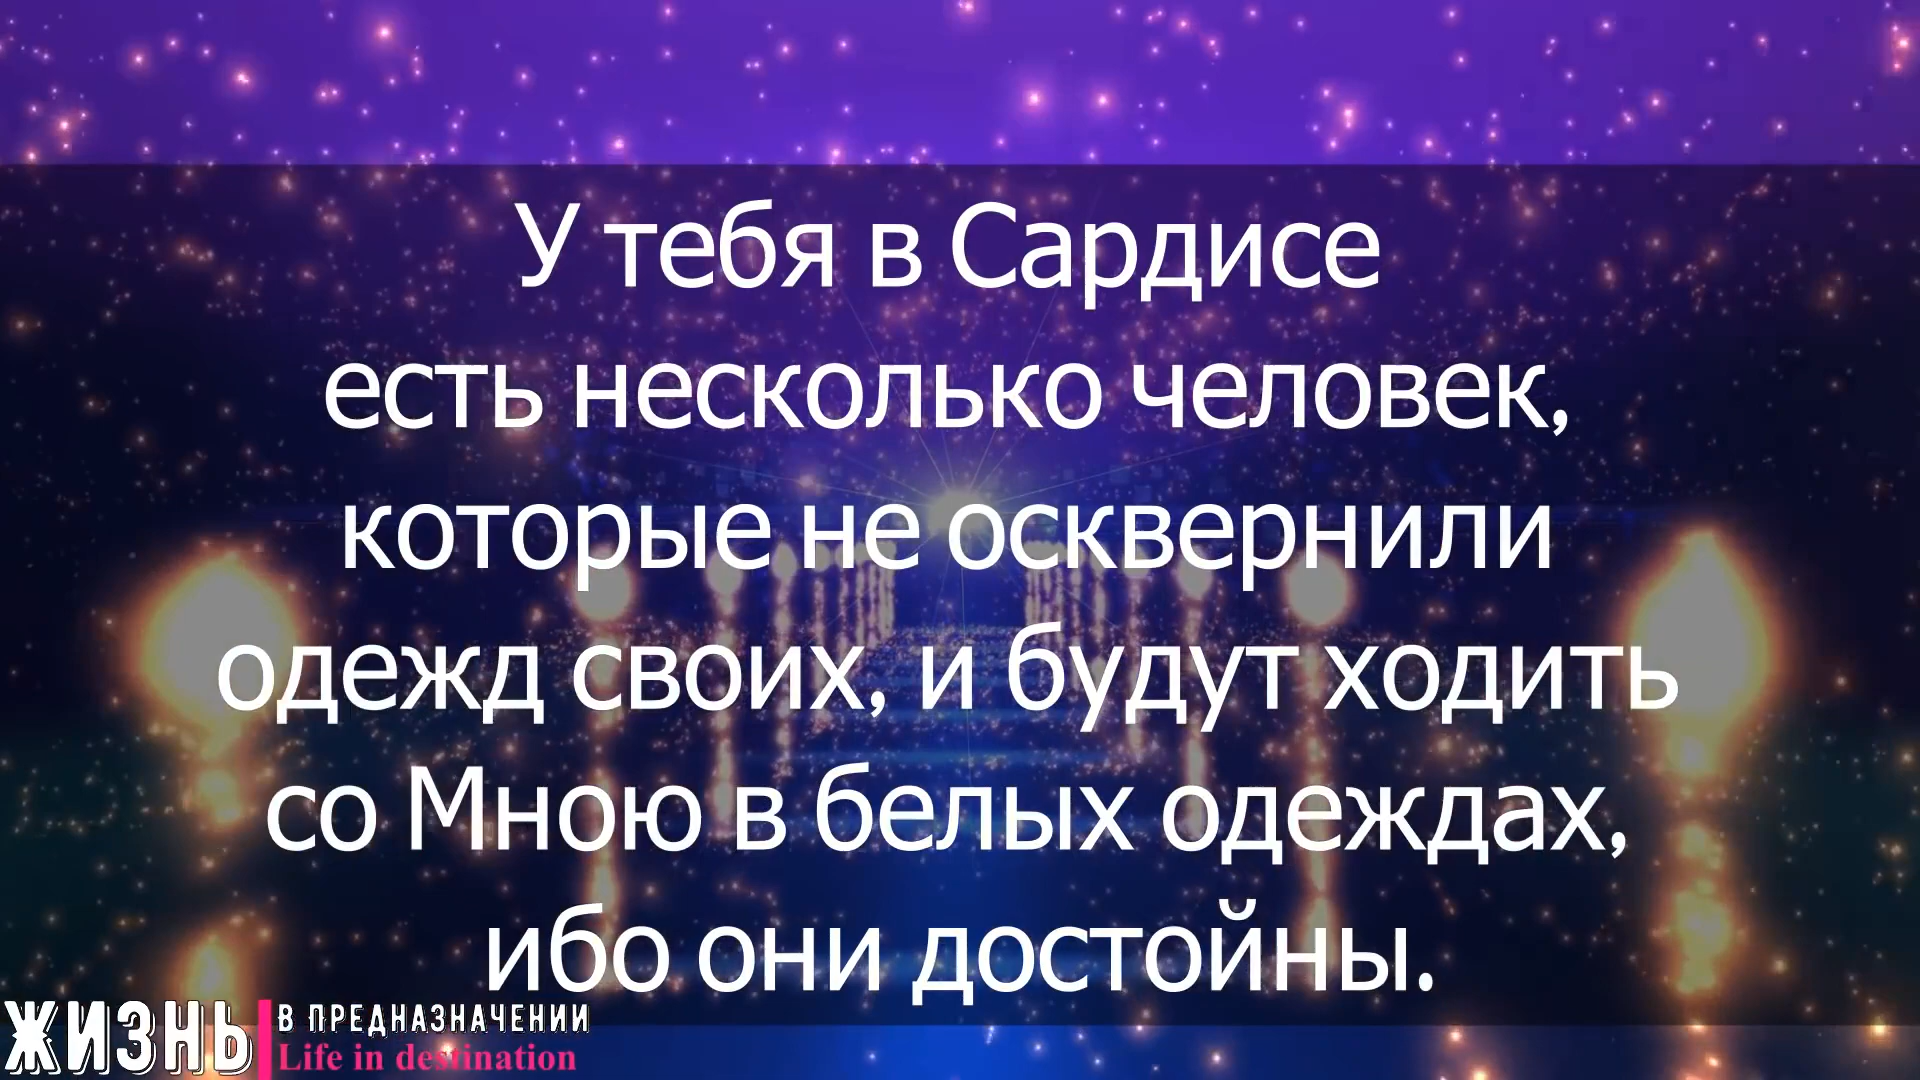 У тебя в Сардисе
есть несколько человек,
которые не осквернили
одежд своих, и будут ходить
со Мною в белых одеждах,
ибо они достойны.
ЖИЗНЬ
В ПРЕДНАЗНАЧЕНИИ
Life in destination